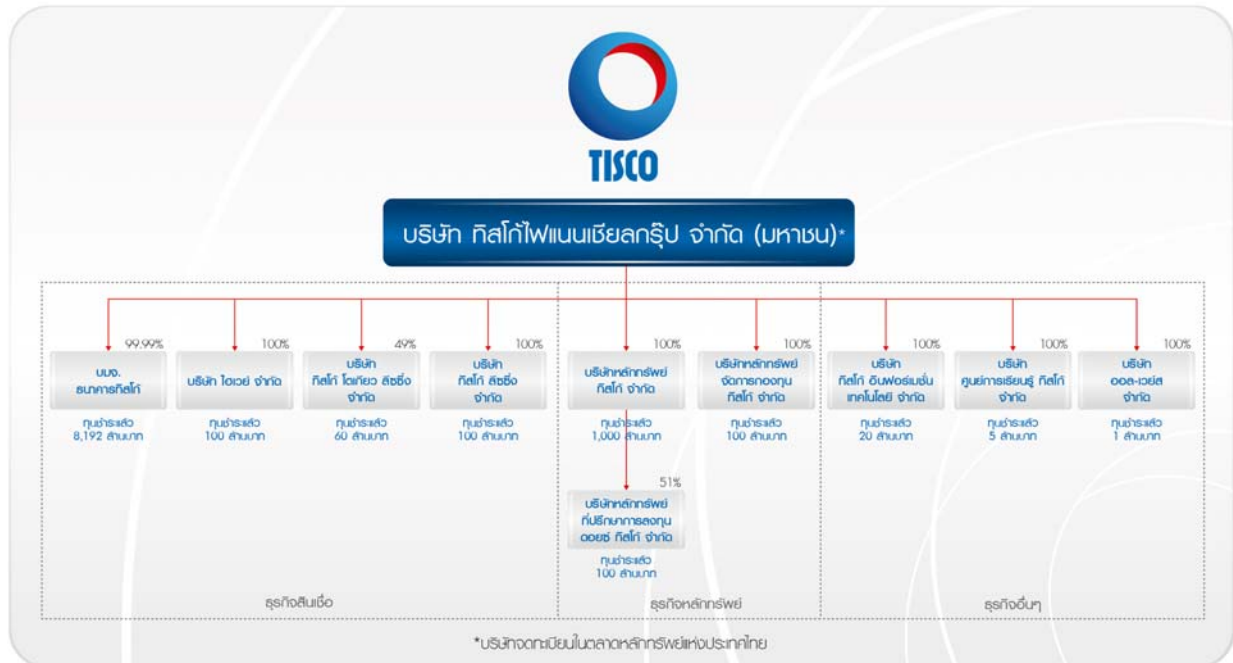 TISCO
บริษัท ทิสโก้ไฟแนนเชียลกรุ๊ป จำกัด (มหาชน)*
99.99%
บมจ.
ธนาคารทิสโก้
ทุนชำระแล้ว
8,192 ล้านบาท
100%
บริษัท ไฮเวย์ จำกัด
ทุนชำระแล้ว
100 ล้านบาท
49%
บริษัท
ทิสโก้ โตเกียว ลีซซิ่ง
จำกัด
ทุนชำระแล้ว
60 ล้านบาท
100%
บริษัท
ทิสโก้ ลีซซิ่ง
จำกัด
ทุนชำระแล้ว
100 ล้านบาท
100%
บริษัทหลักทรัพย์
ทิสโก้ จำกัด
ทุนชำระแล้ว
1,000 ล้านบาท
100%
บริษัทหลักทรัพย์
จัดการกองทุน
ทิสโก้ จำกัด
ทุนชำระแล้ว
100 ล้านบาท
100%
บริษัท
ทิสโก้ อินฟอร์เมชั่น
เทคโนโลยี จำกัด
ทุนชำระแล้ว
20 ล้านบาท
100%
บริษัท
ศูนย์การเรียนรู้ ทิสโก้
จำกัด
ทุนชำระแล้ว
5 ล้านบาท
100%
บริษัท
ออล-เวย์ส
จำกัด
ทุนชำระแล้ว
1 ล้านบาท
51%
บริษัทหลักทรัพย์
ที่ปรึกษาการลงทุน
ดอยซ์ ทิสโก้ จำกัด
ทุนชำระแล้ว
100 ล้านบาท
ธุรกิจสินเชื่อ
ธุรกิจหลักทรัพย์
ธุรกิจอื่นๆ
*บริษัทจดทะเบียนในตลาดหลักทรัพย์แห่งประเทศไทย